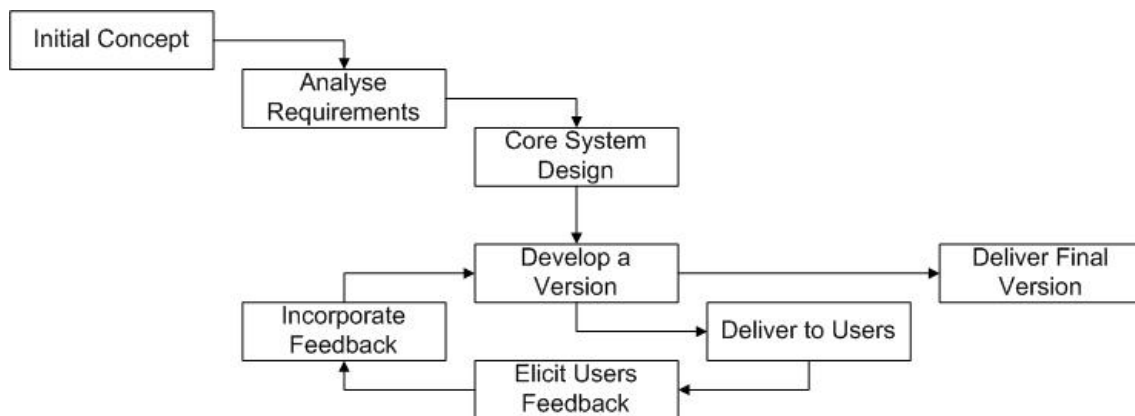 Initial Concept
Analyse
Requirements
Core System
Design
Develop a
Version
Deliver Final
Version
Incorporate
Feedback
Deliver to Users
Elicit Users
Feedback